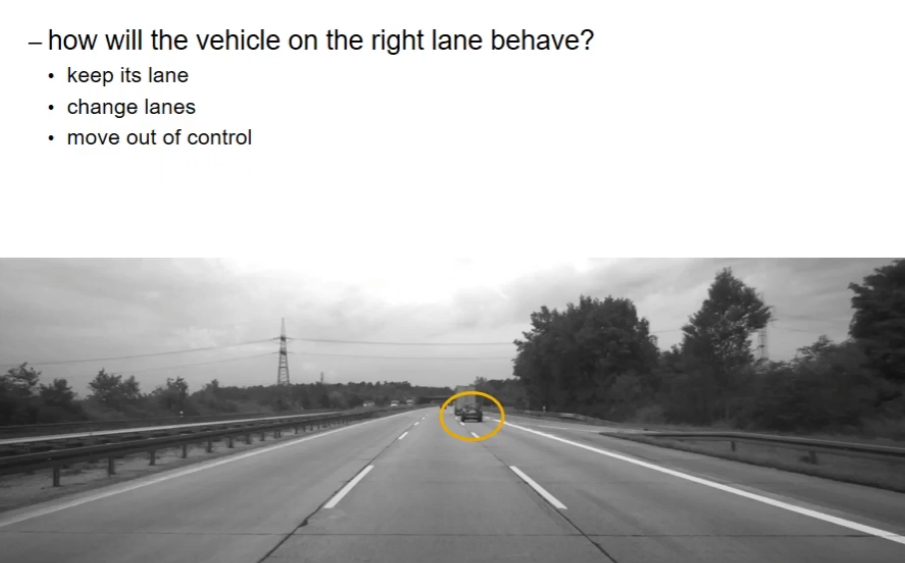 – how will the vehicle on the right lane behave?
• keep its lane
• change lanes
• move out of control